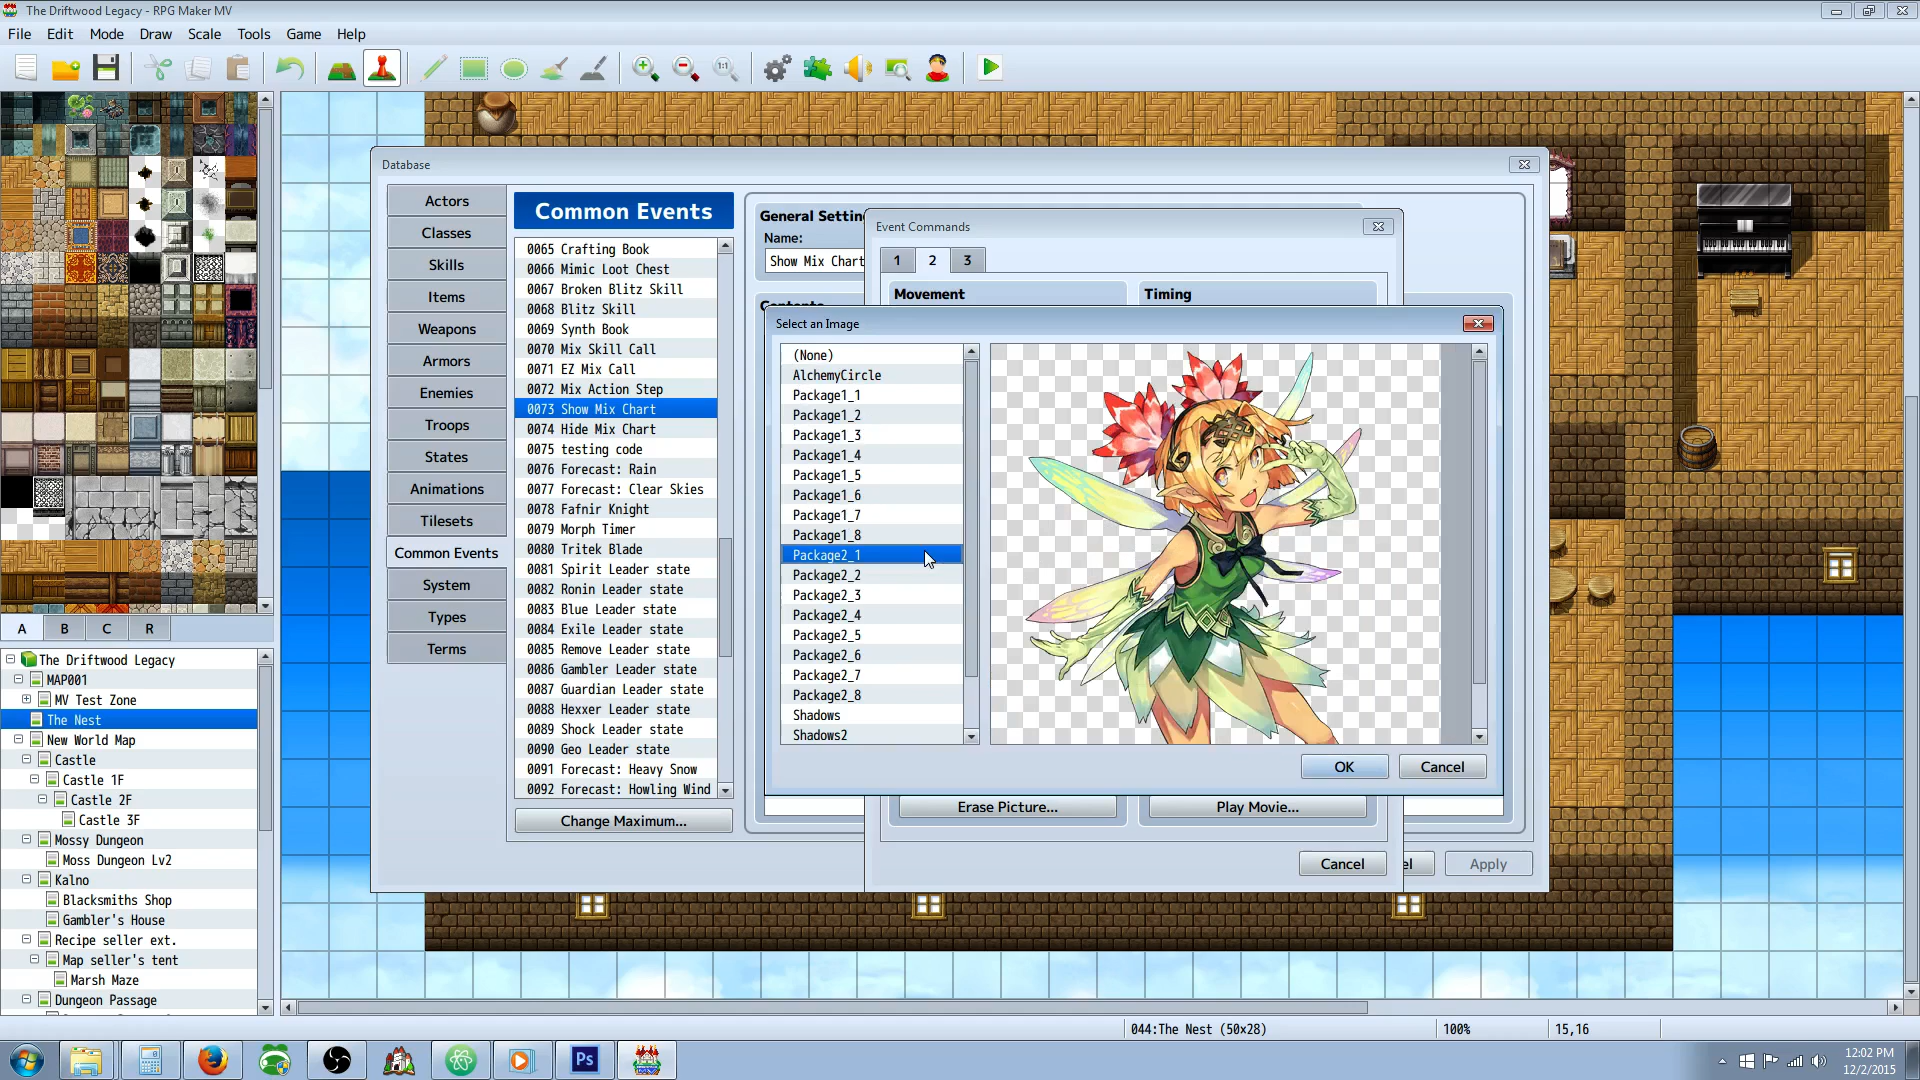 The Driftwood Legacy - RPG Maker MV
File Edit Mode Draw Scale Tools Game Help
1:1
Database
Actors
Classes
Skills
Items
Weapons
Armors
Enemies
Troops
States
Animations
Tilesets
Common Events
System
Types
Terms
Common Events
0065 Crafting Book
0066 Mimic Loot Chest
0067 Broken Blitz Skill
0068 Blitz Skill
0069 Synth Book
0070 Mix Skill Call
0071 EZ Mix Call
0072 Mix Action Step
0073 Show Mix Chart
0074 Hide Mix Chart
0075 testing code
0076 Forecast: Rain
0077 Forecast: Clear Skies
0078 Fafnir Knight
0079 Morph Timer
0080 Tritek Blade
0081 Spirit Leader state
0082 Ronin Leader state
0083 Blue Leader state
0084 Exile Leader state
0085 Remove Leader state
0086 Gambler Leader state
0087 Guardian Leader state
0088 Hexxer Leader state
0089 Shock Leader state
0090 Geo Leader state
0091 Forecast: Heavy Snow
0092 Forecast: Howling Wind
Change Maximum...
General Settin
Name:
Show Mix Chart
Contents
Event Commands
1 2 3
Movement
Timing
Select an Image
(None)
AlchemyCircle
Package1_1
Package1_2
Package1_3
Package1_4
Package1_5
Package1_6
Package1_7
Package1_8
Package2_1
Package2_2
Package2_3
Package2_4
Package2_5
Package2_6
Package2_7
Package2_8
Shadows
Shadows2
OK
Cancel
Erase Picture...
Play Movie...
Cancel
el
Apply
A B C R
The Driftwood Legacy
MAP001
MV Test Zone
The Nest
New World Map
Castle
Castle 1F
Castle 2F
Castle 3F
Mossy Dungeon
Moss Dungeon Lv2
Kalno
Blacksmiths Shop
Gambler's House
Recipe seller ext.
Map seller's tent
Marsh Maze
Dungeon Passage
044:The Nest (50x28)
100%
15,16
Ps
12:02 PM
12/2/2015